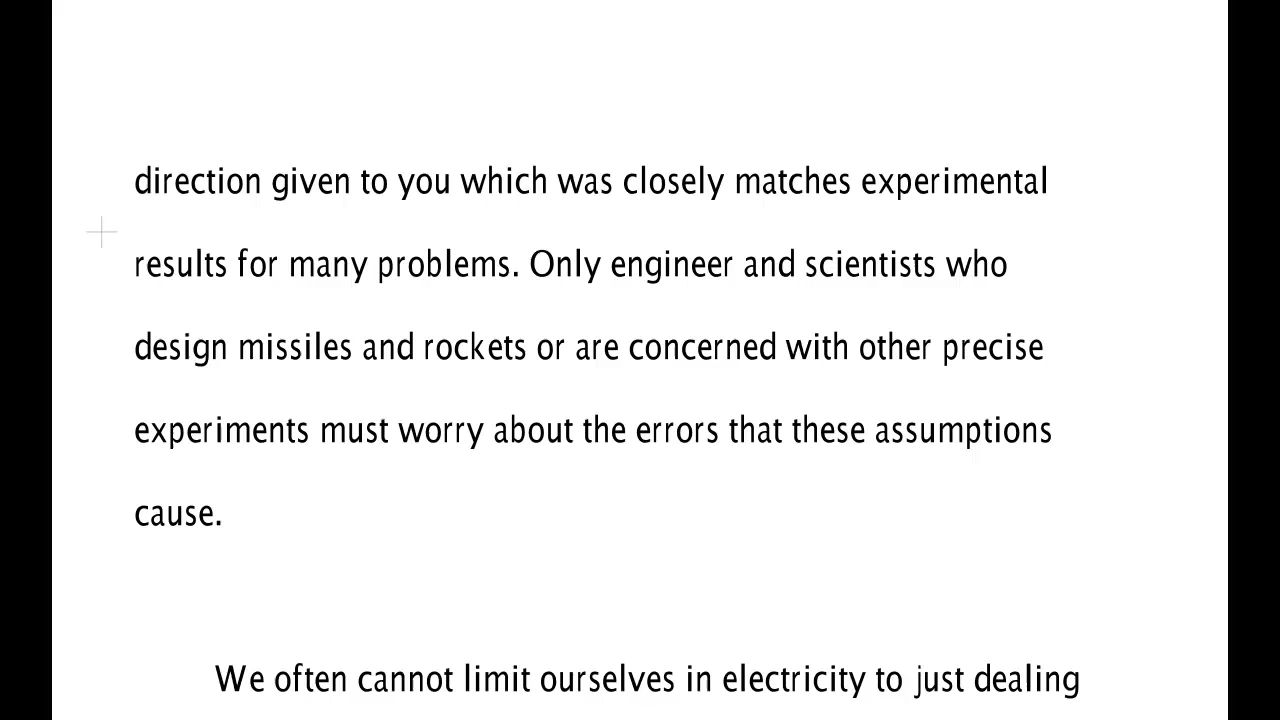 direction given to you which was closely matches experimental
results for many problems. Only engineer and scientists who
design missiles and rockets or are concerned with other precise
experiments must worry about the errors that these assumptions
cause.
We often cannot limit ourselves in electricity to just dealing